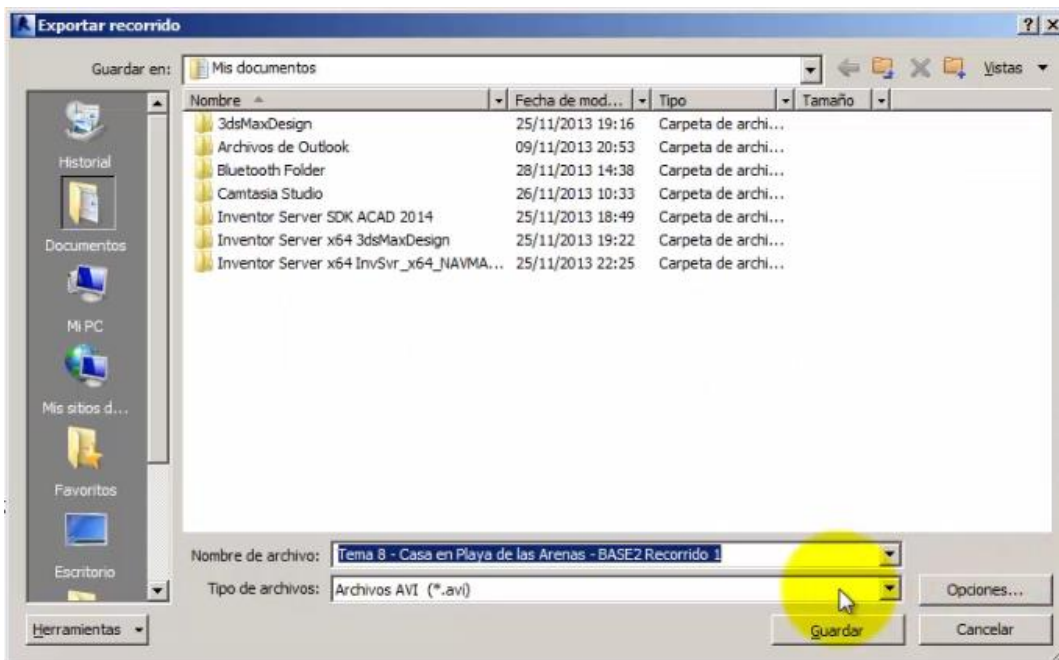 Exportar recorrido
Guardar en: Mis documentos Vistas
Nombre Fecha de mod... Tipo Tamaño
3dsMaxDesign 25/11/2013 19:16 Carpeta de archi...
Archivos de Outlook 09/11/2013 20:53 Carpeta de archi...
Bluetooth Folder 28/11/2013 14:38 Carpeta de archi...
Camtasia Studio 26/11/2013 10:33 Carpeta de archi...
Inventor Server SDK ACAD 2014 25/11/2013 18:49 Carpeta de archi...
Inventor Server x64 3dsMaxDesign 25/11/2013 19:22 Carpeta de archi...
Inventor Server x64 InvSvr_x64_NAVMA... 25/11/2013 22:25 Carpeta de archi...
Historial
Documentos
Mi PC
Mis sitios d...
Favoritos
Escritorio
Nombre de archivo: Tema 8 - Casa en Playa de las Arenas - BASE2 Recorrido 1
Tipo de archivos: Archivos AVI (*.avi) Opciones...
Herramientas Guardar Cancelar